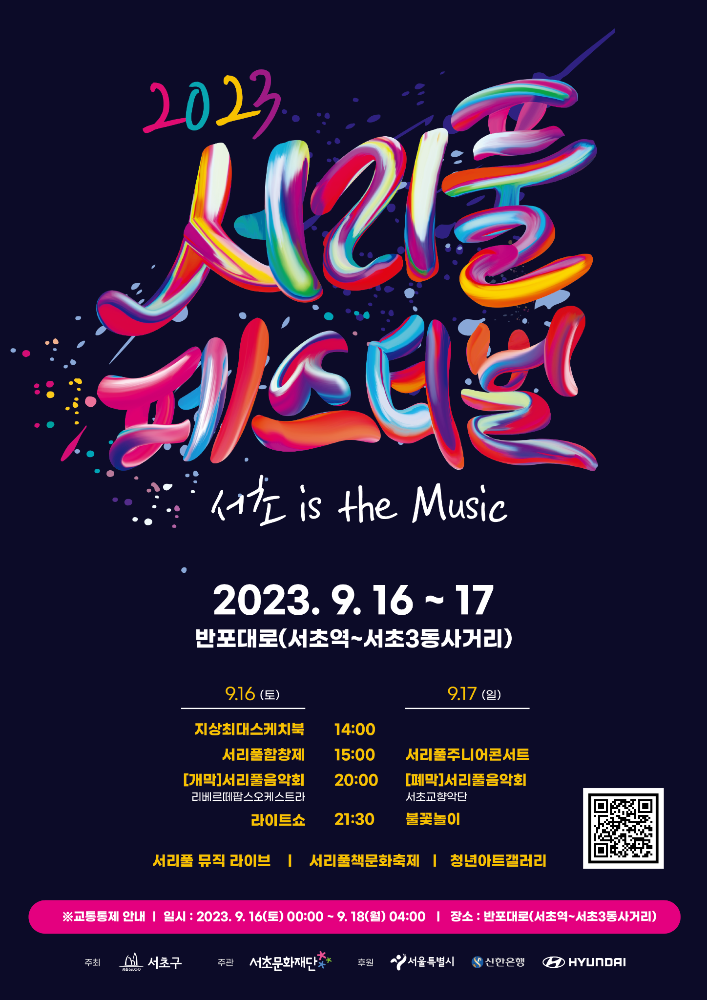 2023
서리풀
페스티벌
서초 is the Music
2023. 9. 16 ~ 17
반포대로(서초역~서초3동사거리)
9.16 (토) 9.17 (일)
지상최대스케치북 14:00
서리풀합창제 15:00 서리풀주니어콘서트
[개막]서리풀음악회 20:00 [폐막]서리풀음악회
리베르떼팝스오케스트라 서초교향악단
라이트쇼 21:30 불꽃놀이
서리풀 뮤직 라이브 | 서리풀책문화축제 | 청년아트갤러리
※교통통제 안내 | 일시 : 2023. 9. 16(토) 00:00 ~ 9. 18(월) 04:00 | 장소 : 반포대로(서초역~서초3동사거리)
주최 서초SEOCHO 서초구 주관 서초문화재단 후원 서울특별시 신한은행 HYUNDAI